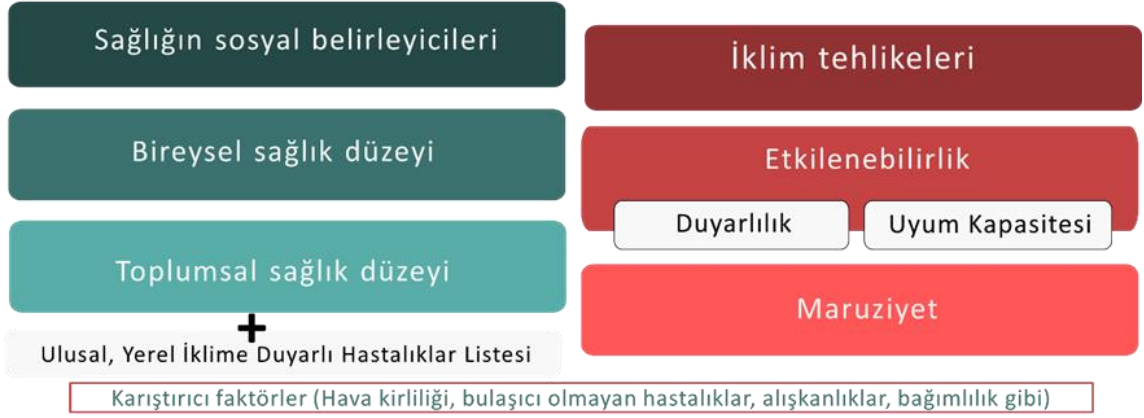 Sağlığın sosyal belirleyicileri
Bireysel sağlık düzeyi
Toplumsal sağlık düzeyi
+
Ulusal, Yerel İklime Duyarlı Hastalıklar Listesi
İklim tehlikeleri
Etkilenebilirlik
Duyarlılık
Uyum Kapasitesi
Maruziyet
Karıştırıcı faktörler (Hava kirliliği, bulaşıcı olmayan hastalıklar, alışkanlıklar, bağımlılık gibi)